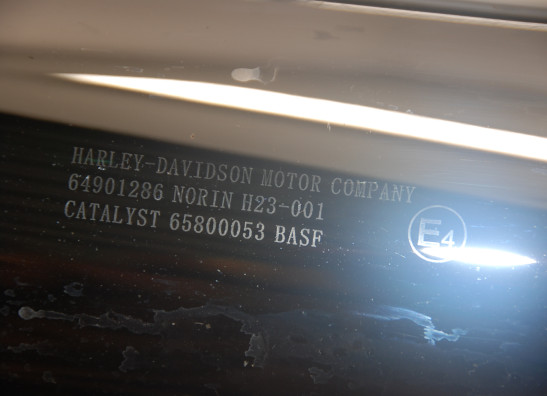 HARLEY-DAVIDSON MOTOR COMPANY
64901286 NORIN H23-001
CATALYST 65800053 BASF
E4